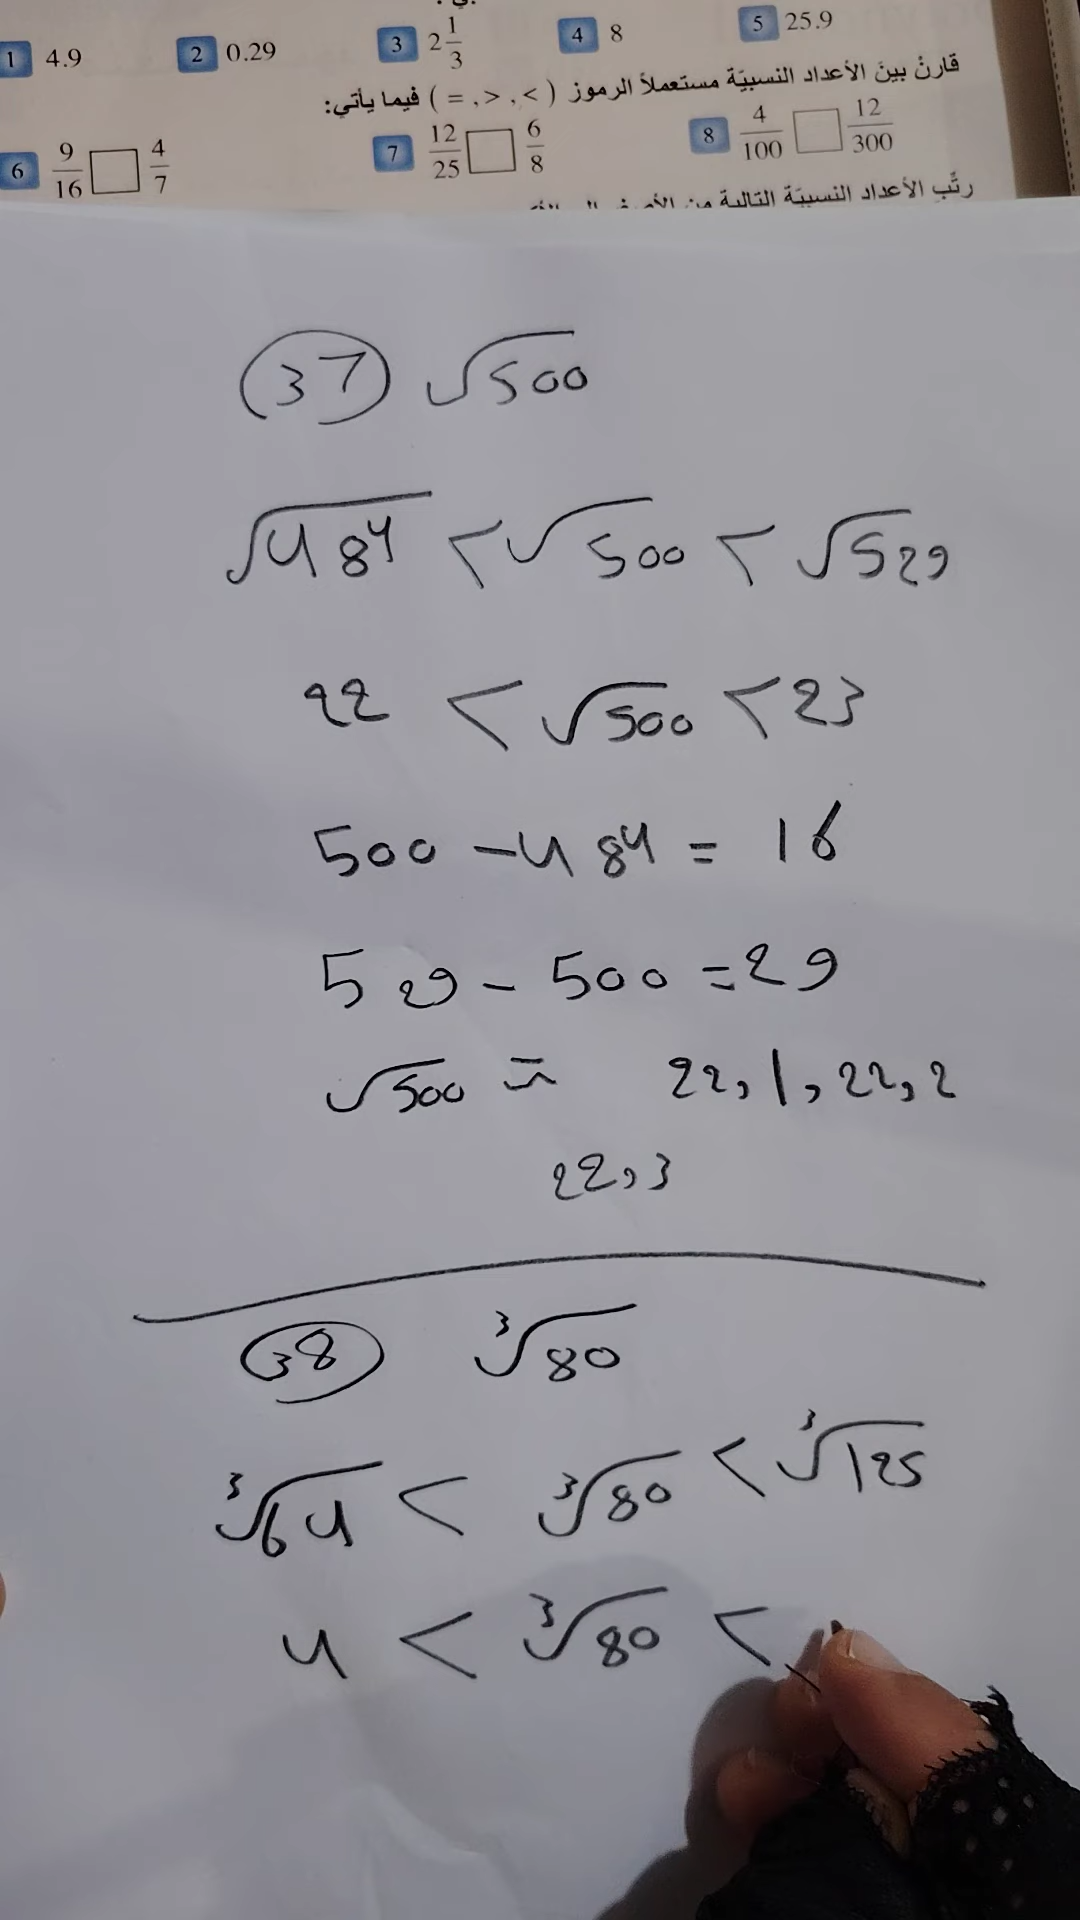 1 4.9 2 0.29 3 2 1/3 4 8 5 25.9
قارنْ بينَ الأعداد النسبيّة مستعملاً الرموز ( > ، < ، = ) فيما يأتي:
6 9/16 □ 4/7 7 12/25 □ 6/8 8 4/100 □ 12/300
رتِّب الأعداد النسبيّة التالية من
37 √500
√484 < √500 < √529
22 < √500 < 23
500 - 484 = 16
529 - 500 = 29
√500 ≈ 22,1, 22,2
22,3
38 ∛80
∛64 < ∛80 < ∛125
4 < ∛80 <